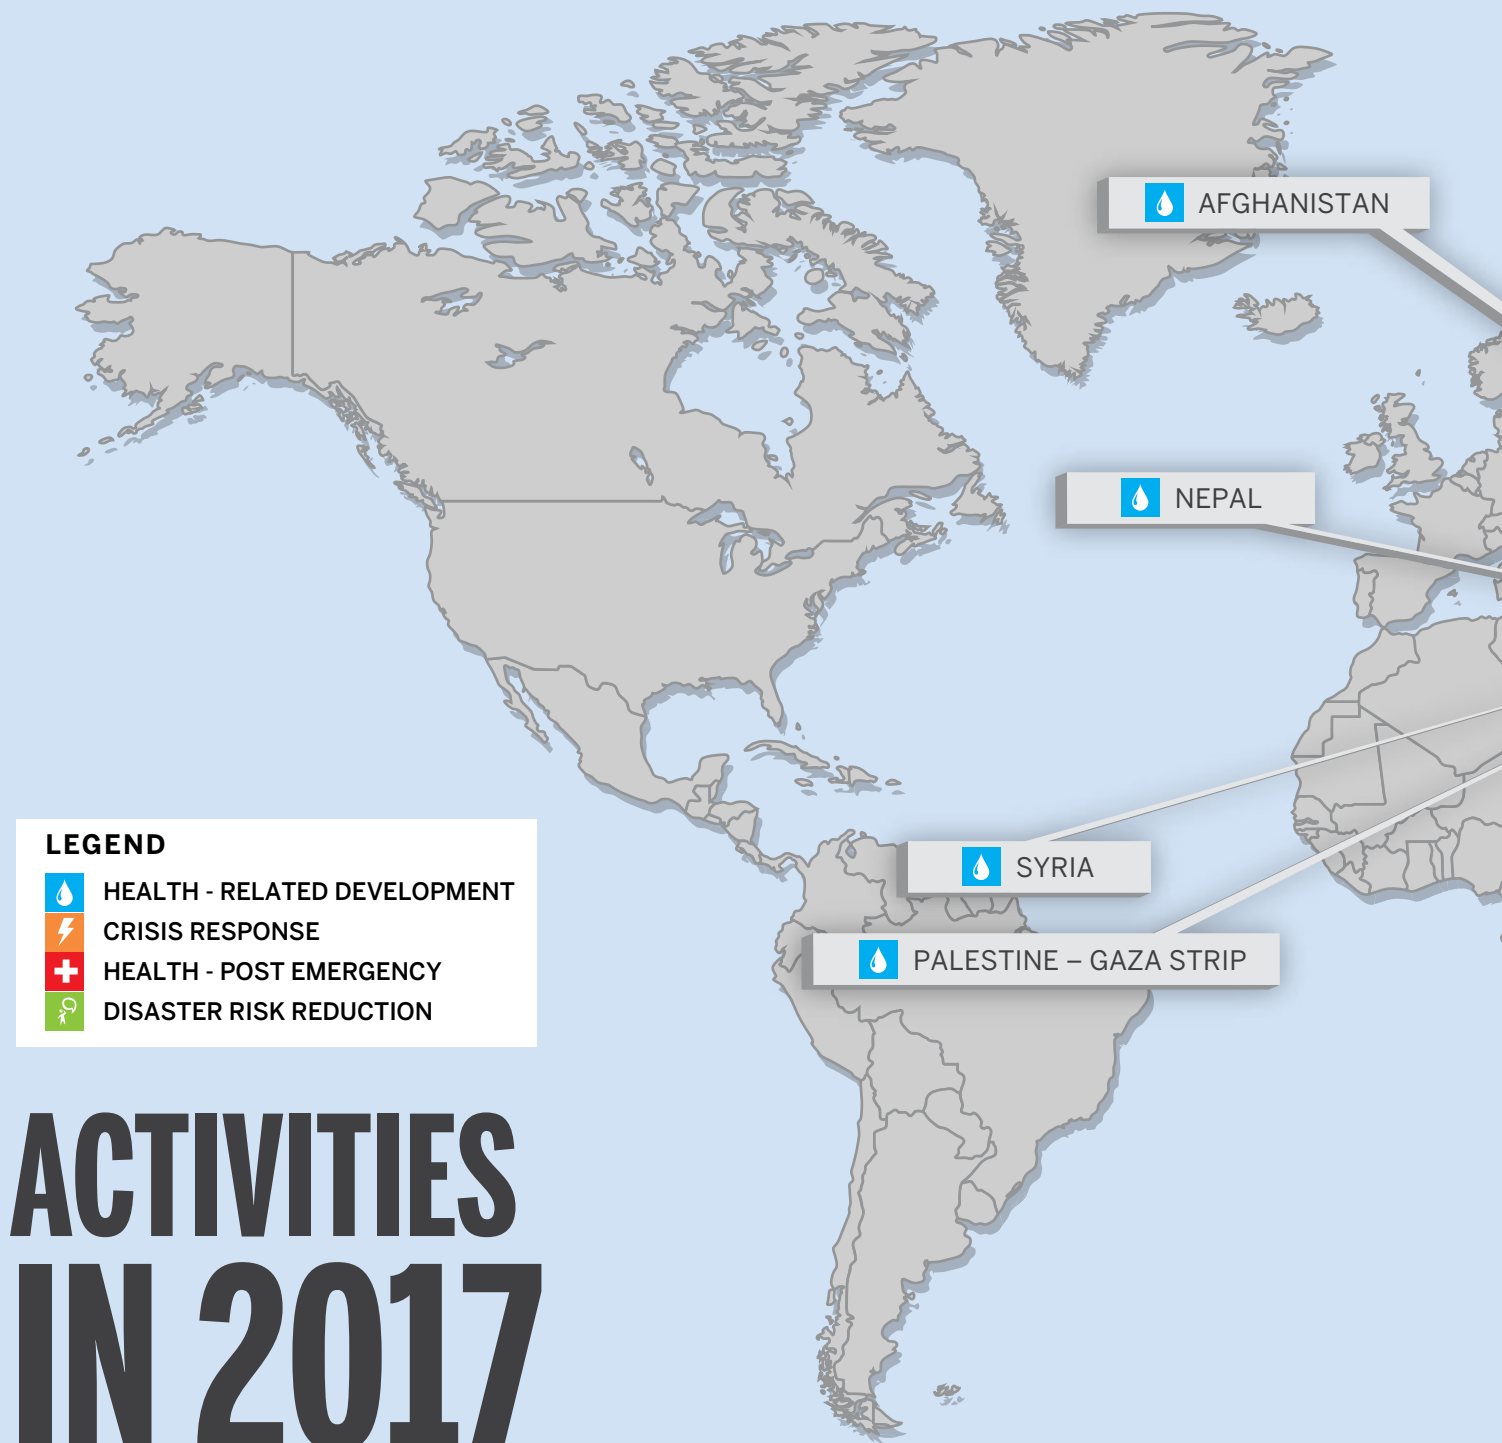 AFGHANISTAN
NEPAL
SYRIA
PALESTINE – GAZA STRIP
LEGEND
HEALTH - RELATED DEVELOPMENT
CRISIS RESPONSE
HEALTH - POST EMERGENCY
DISASTER RISK REDUCTION
ACTIVITIES
IN 2017